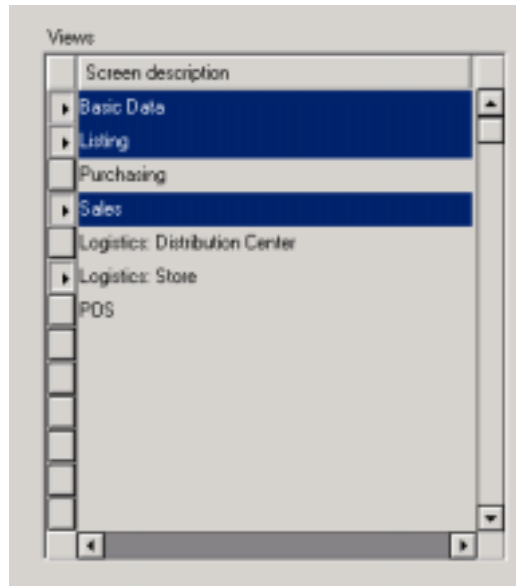 Views
Screen description
Basic Data
Listing
Purchasing
Sales
Logistics: Distribution Center
Logistics: Store
POS